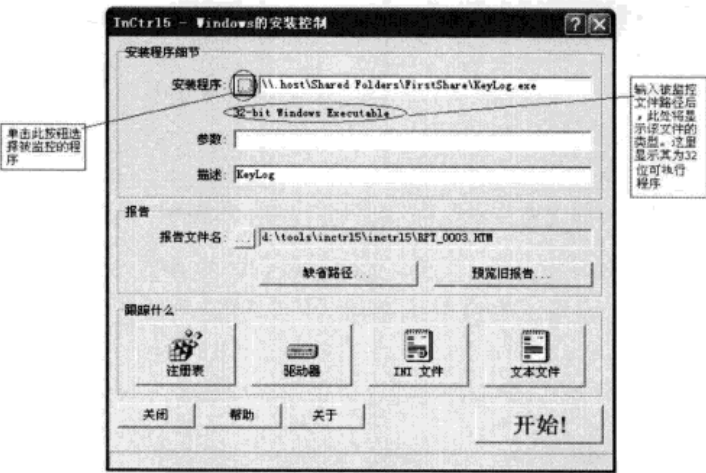 InCtrl5 - Windows的安装控制
安装程序细节
安装程序: \\.host\Shared Folders\FirstShare\KeyLog.exe
32-bit Windows Executable
单击此按钮选
择被监控的程
序
输入被监控
文件路径后
，此处将显
示该文件的
类型。这里
显示其为32
位可执行
程序
参数:
描述: KeyLog
报告
报告文件名: ... d:\tools\inctrl5\inctrl5\RPT_0003.HTM
缺省路径... 预览旧报告...
跟踪什么
注册表 驱动器 INI 文件 文本文件
关闭 帮助 关于 开始!